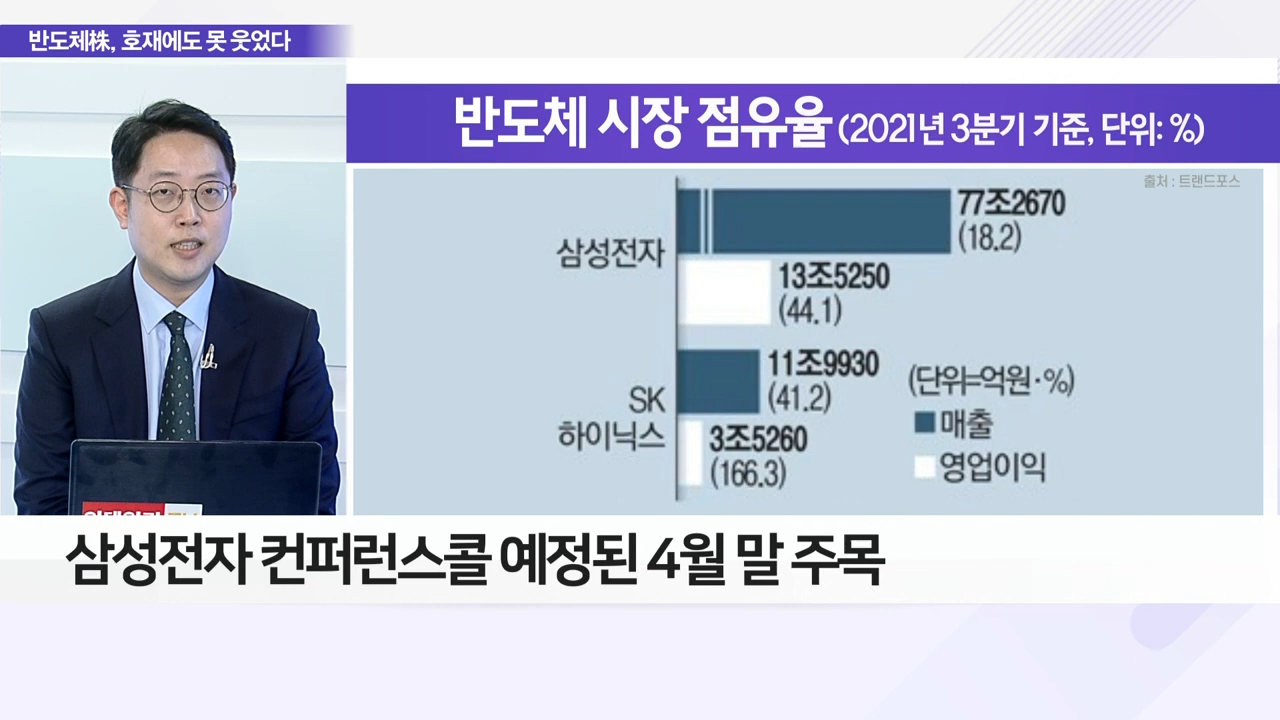 반도체株, 호재에도 못 웃었다
반도체 시장 점유율 (2021년 3분기 기준, 단위: %)
출처 : 트랜드포스
삼성전자
77조2670
(18.2)
13조5250
(44.1)
SK
하이닉스
11조9930
(41.2)
3조5260
(166.3)
(단위=억원·%)
매출
영업이익
삼성전자 컨퍼런스콜 예정된 4월 말 주목